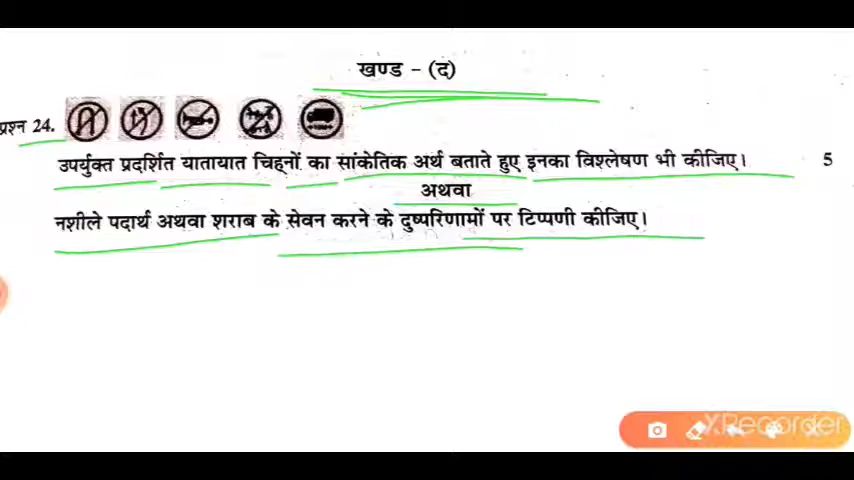 खण्ड - (द)
प्रश्न 24.
उपर्युक्त प्रदर्शित यातायात चिह्नों का सांकेतिक अर्थ बताते हुए इनका विश्लेषण भी कीजिए। 5
अथवा
नशीले पदार्थ अथवा शराब के सेवन करने के दुष्परिणामों पर टिप्पणी कीजिए।
XRecorder